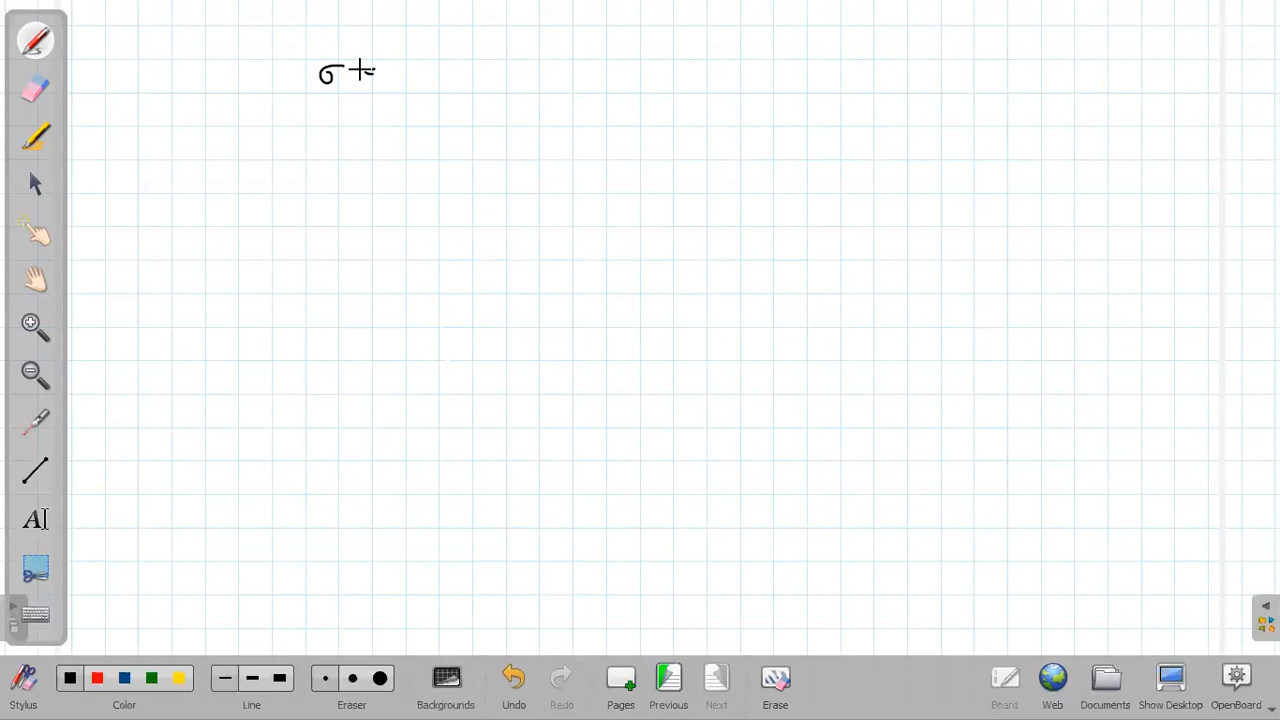 σ
Stylus
Color
Line
Eraser
Backgrounds
Undo
Redo
Pages
Previous
Next
Erase
Board
Web
Documents
Show Desktop
OpenBoard